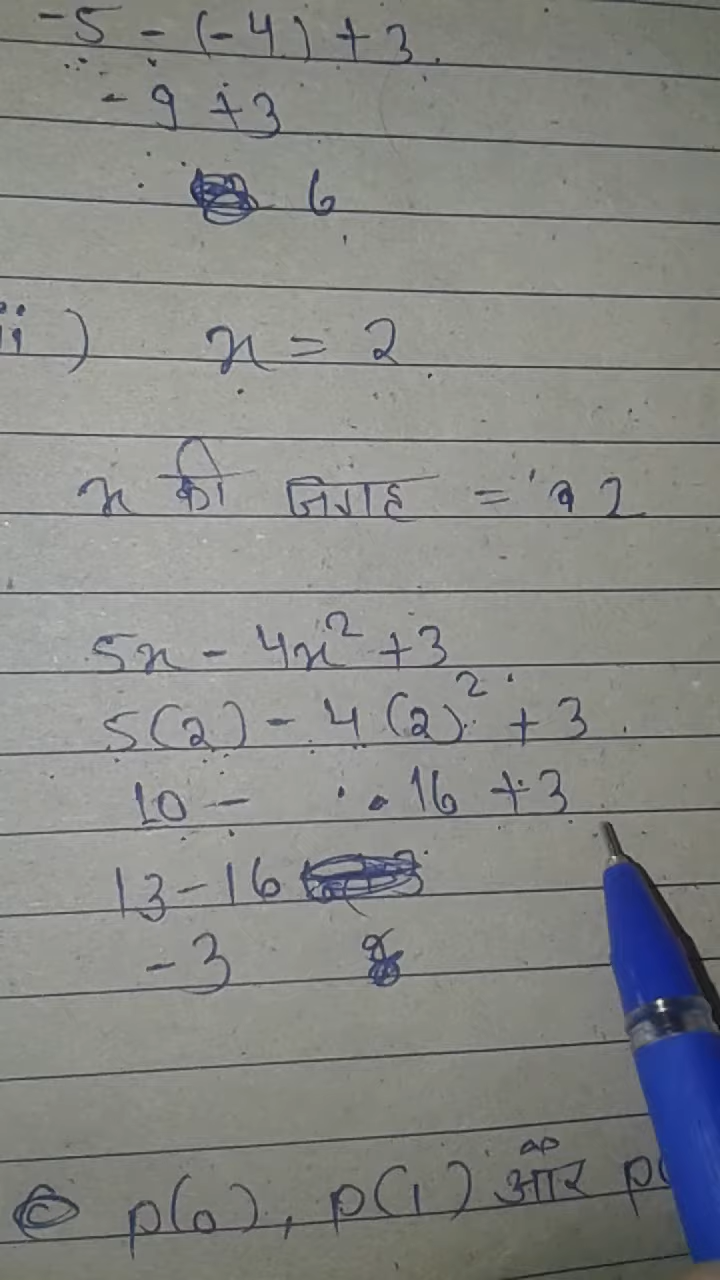 -5 - (-4) + 3
- 9 + 3
6
ii) x = 2
x की जगह = 2
5x - 4x² + 3
5(2) - 4(2)² + 3
10 - 16 + 3
13 - 16
-3
p(0), p(1) और p(